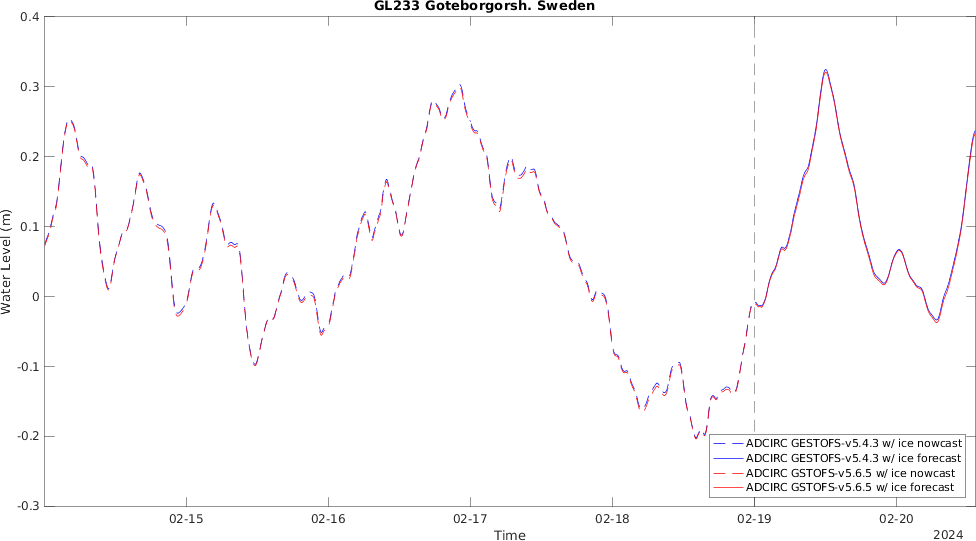 GL233 Goteborgorsh. Sweden
0.4
0.3
0.2
0.1
0
-0.1
-0.2
-0.3
Water Level (m)
ADCIRC GESTOFS-v5.4.3 w/ ice nowcast
ADCIRC GESTOFS-v5.4.3 w/ ice forecast
ADCIRC GSTOFS-v5.6.5 w/ ice nowcast
ADCIRC GSTOFS-v5.6.5 w/ ice forecast
02-15 02-16 02-17 02-18 02-19 02-20
Time
2024